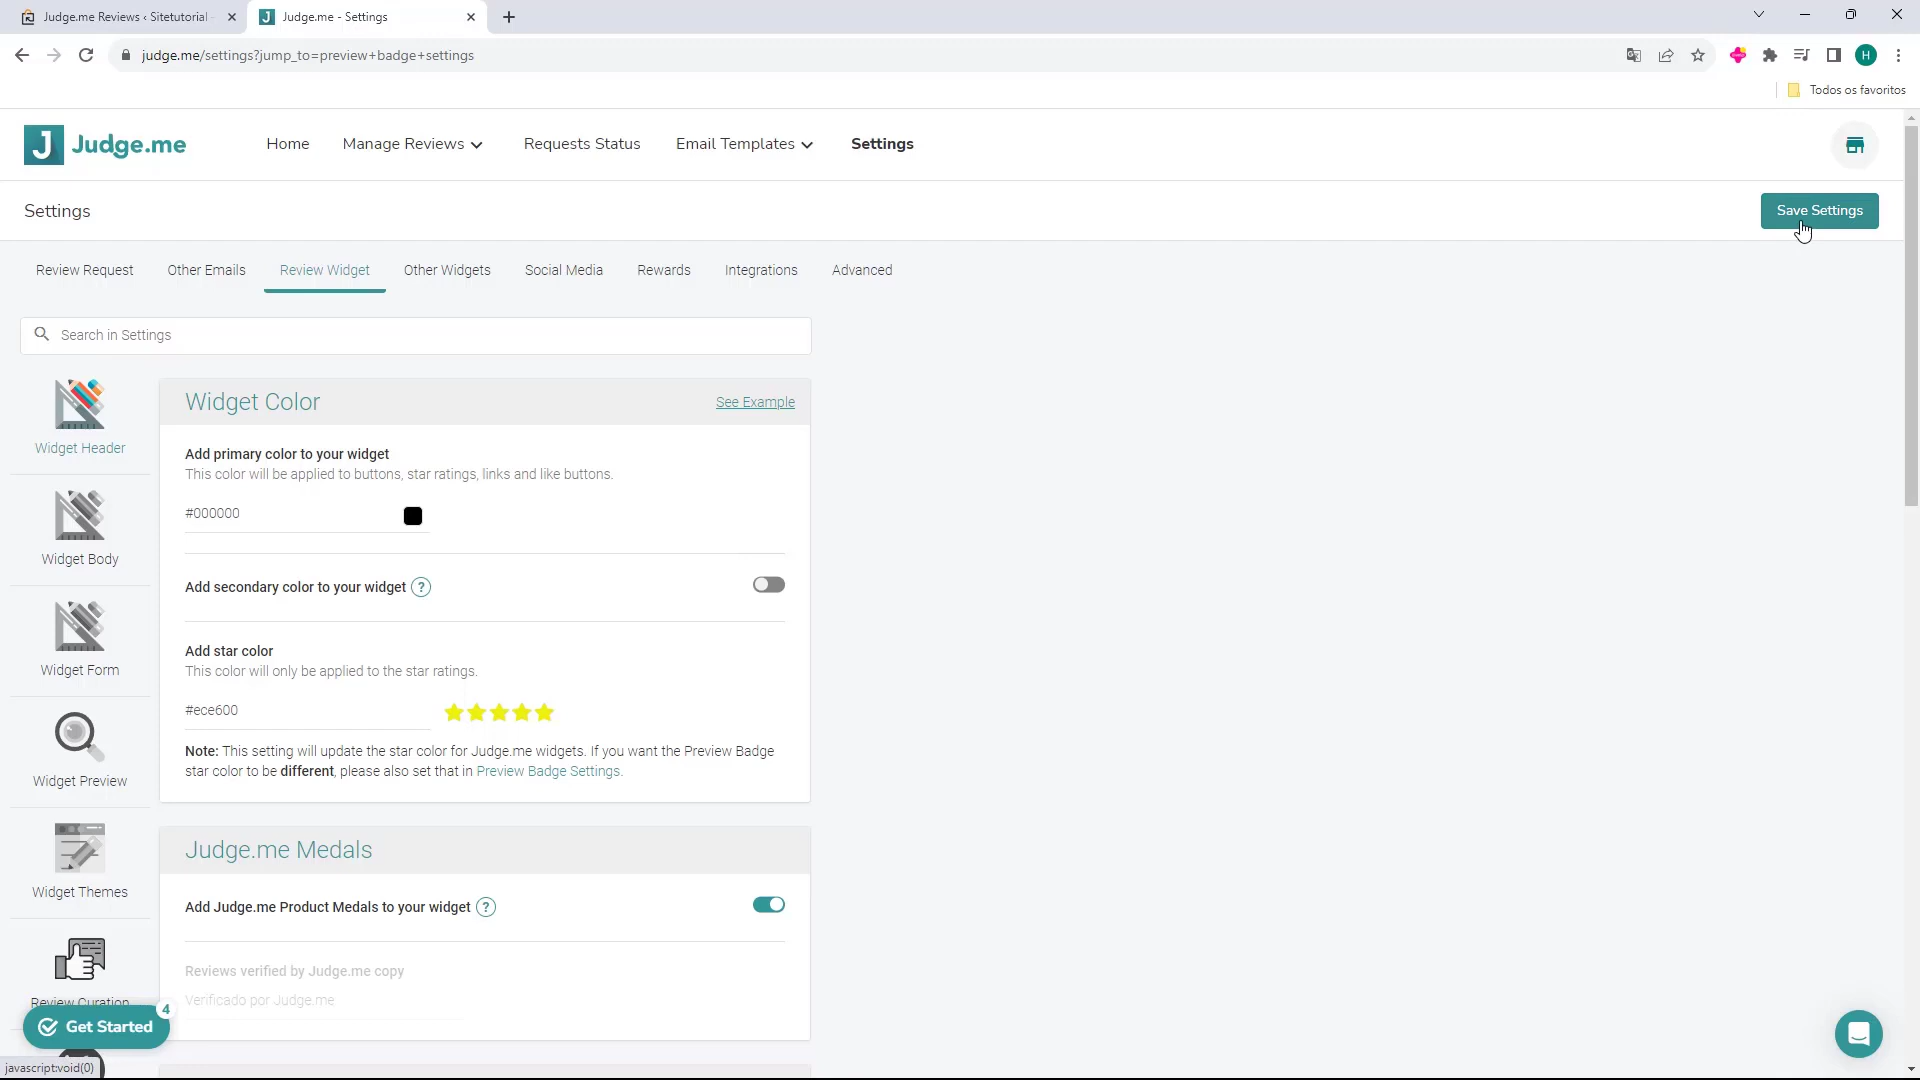 Judge.me Reviews ‹ Sitetutorial
Judge.me - Settings
judge.me/settings?jump_to=preview+badge+settings
H
Todos os favoritos
J Judge.me
Home
Manage Reviews
Requests Status
Email Templates
Settings
Settings
Save Settings
Review Request
Other Emails
Review Widget
Other Widgets
Social Media
Rewards
Integrations
Advanced
Search in Settings
Widget Header
Widget Body
Widget Form
Widget Preview
Widget Themes
Review Curation
Widget Color
See Example
Add primary color to your widget
This color will be applied to buttons, star ratings, links and like buttons.
#000000
Add secondary color to your widget ?
Add star color
This color will only be applied to the star ratings.
#ece600
Note: This setting will update the star color for Judge.me widgets. If you want the Preview Badge
star color to be different, please also set that in Preview Badge Settings.
Judge.me Medals
Add Judge.me Product Medals to your widget ?
Reviews verified by Judge.me copy
Verificado por Judge.me
4
Get Started
javascript:void(0)